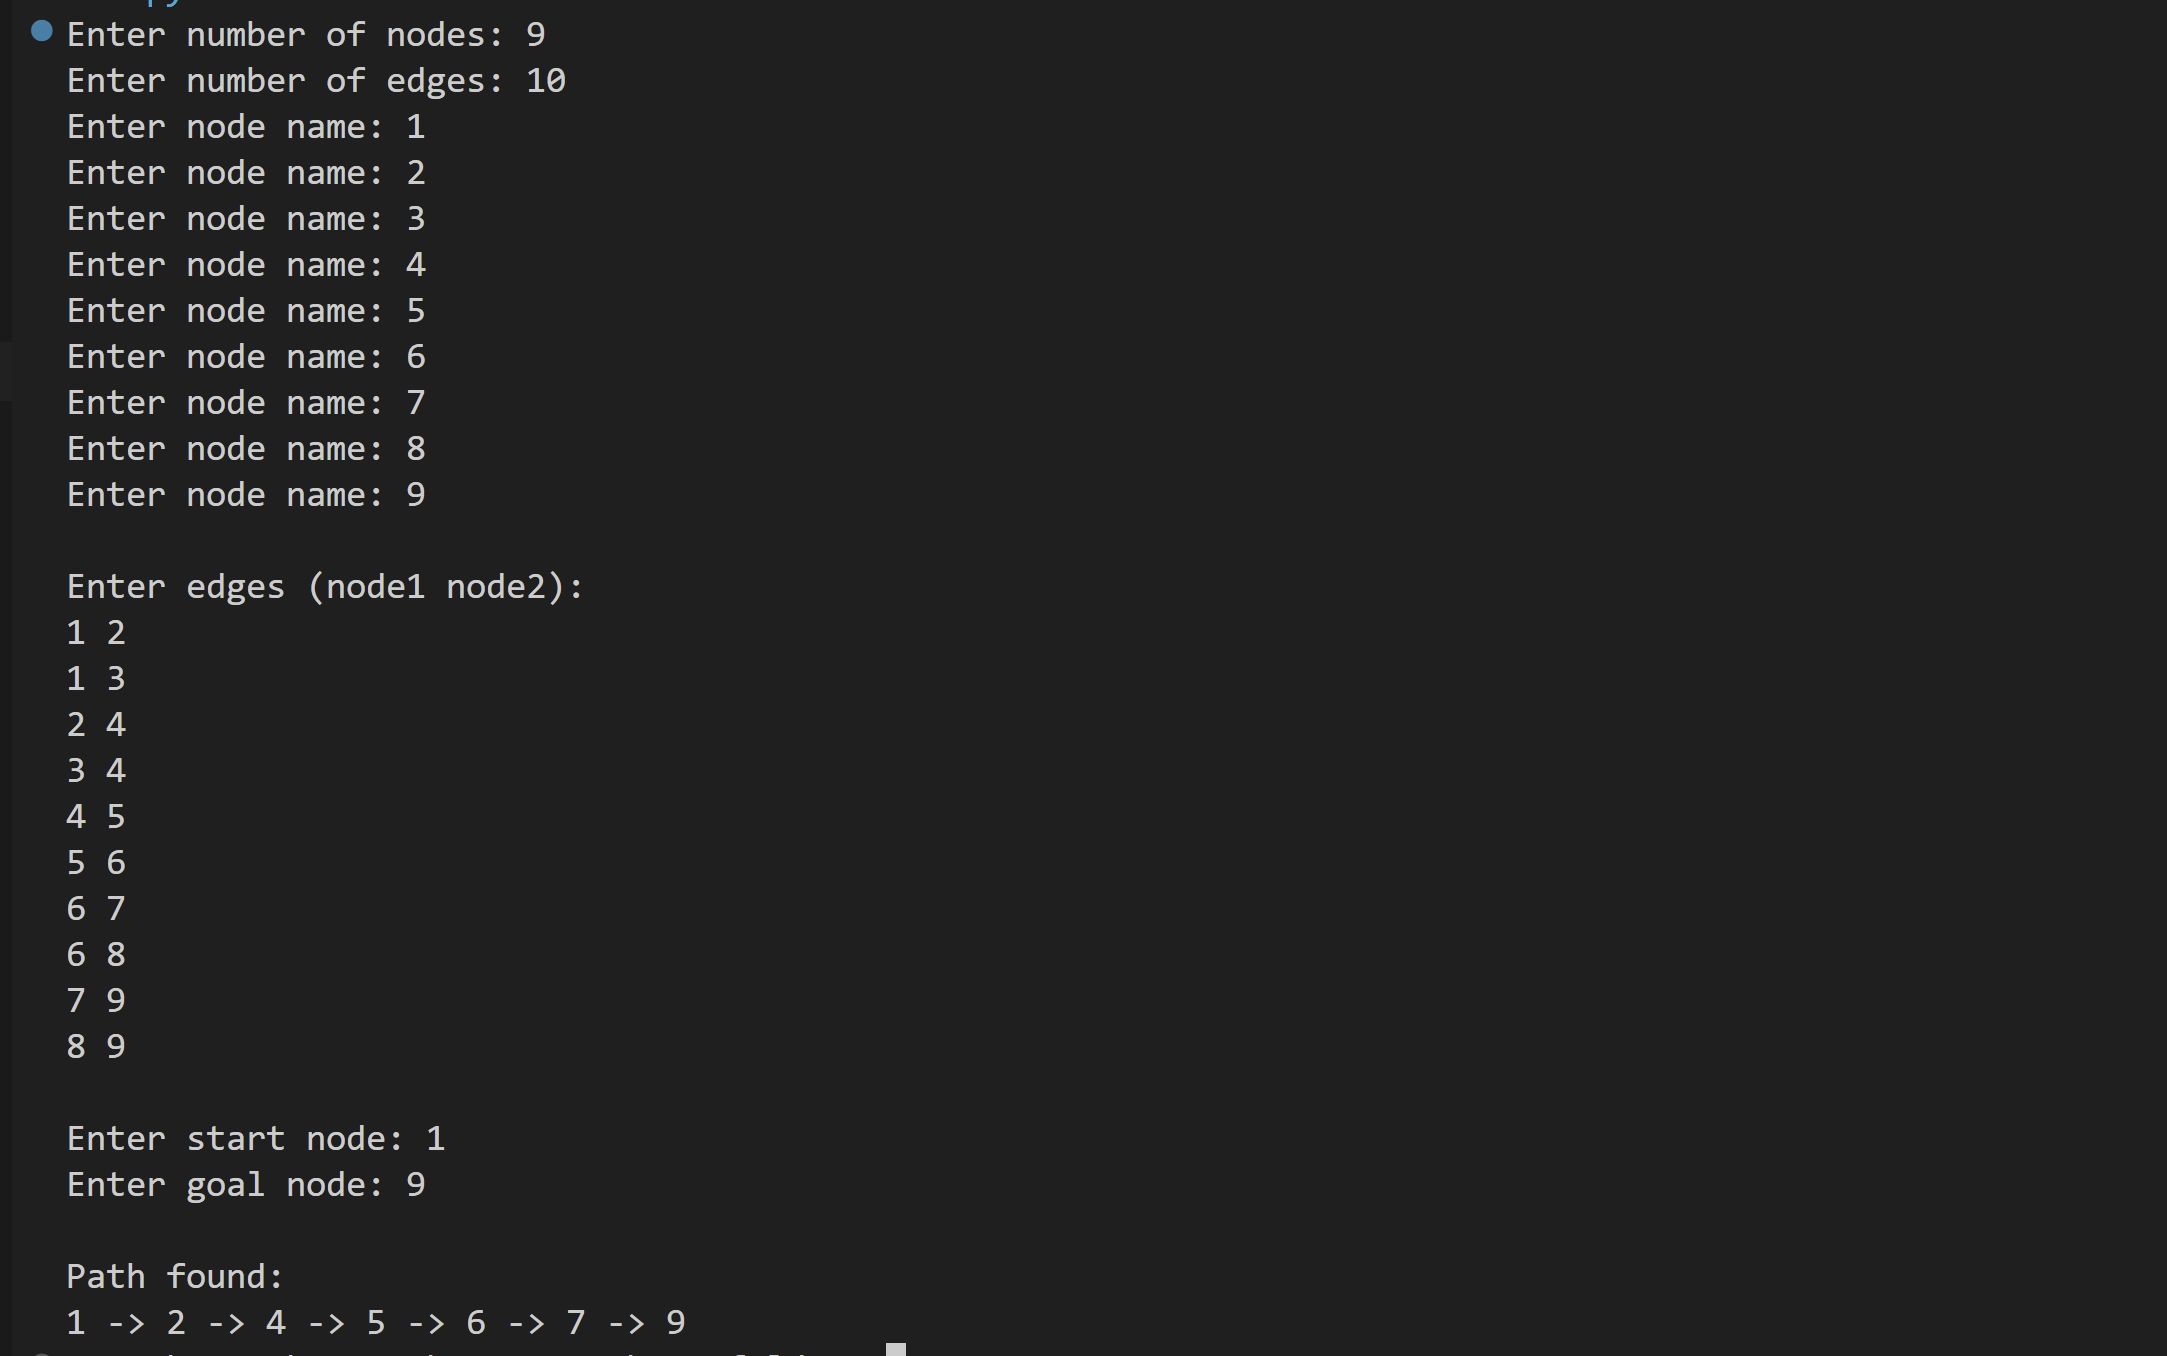 Enter number of nodes: 9
Enter number of edges: 10
Enter node name: 1
Enter node name: 2
Enter node name: 3
Enter node name: 4
Enter node name: 5
Enter node name: 6
Enter node name: 7
Enter node name: 8
Enter node name: 9
Enter edges (node1 node2):
1 2
1 3
2 4
3 4
4 5
5 6
6 7
6 8
7 9
8 9
Enter start node: 1
Enter goal node: 9
Path found:
1 -> 2 -> 4 -> 5 -> 6 -> 7 -> 9